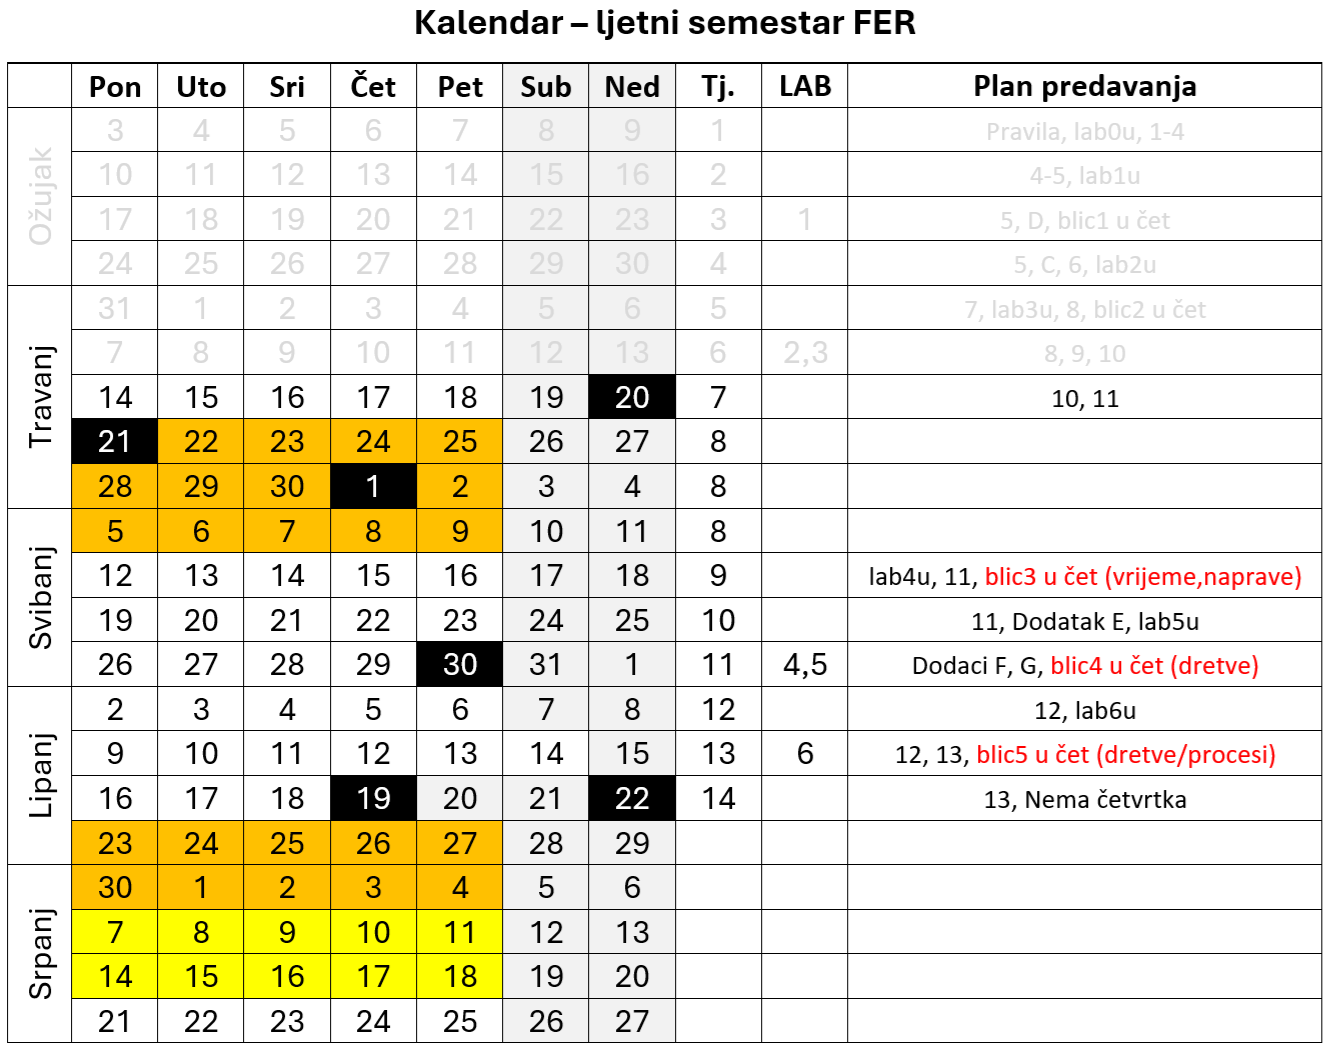 Kalendar – ljetni semestar FER
Pon Uto Sri Čet Pet Sub Ned Tj. LAB Plan predavanja
Ožujak
3 4 5 6 7 8 9 1 Pravila, lab0u, 1-4
10 11 12 13 14 15 16 2 4-5, lab1u
17 18 19 20 21 22 23 3 1 5, D, blic1 u čet
24 25 26 27 28 29 30 4 5, C, 6, lab2u
Travanj
31 1 2 3 4 5 6 5 7, lab3u, 8, blic2 u čet
7 8 9 10 11 12 13 6 2,3 8, 9, 10
14 15 16 17 18 19 20 7 10, 11
21 22 23 24 25 26 27 8
28 29 30 1 2 3 4 8
Svibanj
5 6 7 8 9 10 11 8
12 13 14 15 16 17 18 9 lab4u, 11, blic3 u čet (vrijeme,naprave)
19 20 21 22 23 24 25 10 11, Dodatak E, lab5u
26 27 28 29 30 31 1 11 4,5 Dodaci F, G, blic4 u čet (dretve)
Lipanj
2 3 4 5 6 7 8 12 12, lab6u
9 10 11 12 13 14 15 13 6 12, 13, blic5 u čet (dretve/procesi)
16 17 18 19 20 21 22 14 13, Nema četvrtka
23 24 25 26 27 28 29
Srpanj
30 1 2 3 4 5 6
7 8 9 10 11 12 13
14 15 16 17 18 19 20
21 22 23 24 25 26 27